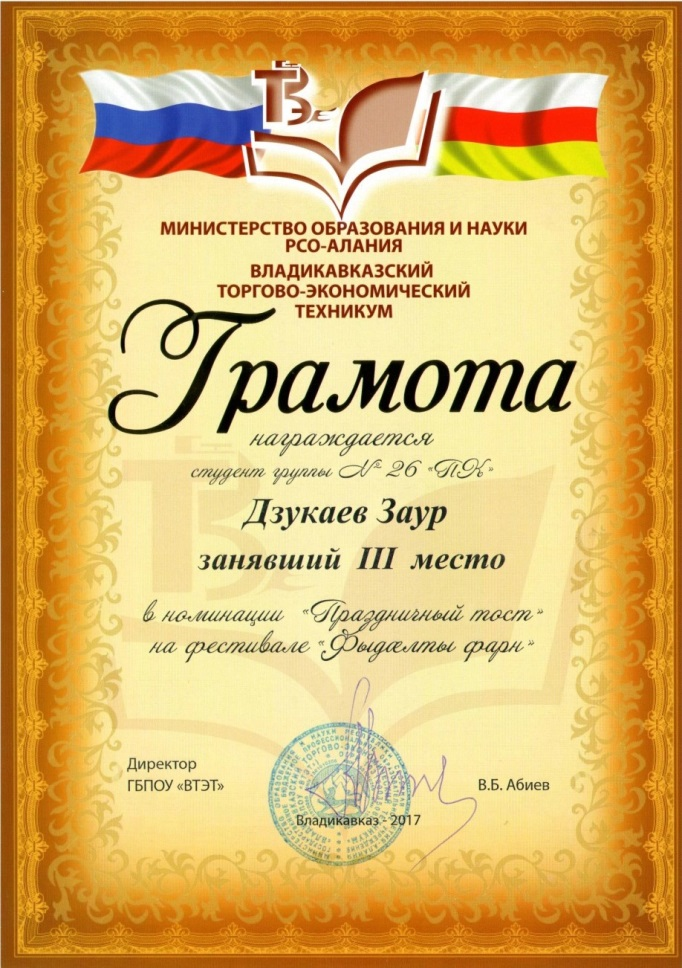 МИНИСТЕРСТВО ОБРАЗОВАНИЯ И НАУКИ
РСО-АЛАНИЯ
ВЛАДИКАВКАЗСКИЙ
ТОРГОВО-ЭКОНОМИЧЕСКИЙ
ТЕХНИКУМ
Грамота
награждается
студент группы № 26 «ПК»
Дзукаев Заур
занявший III место
в номинации «Праздничный тост»
на фестивале «Фыдæлты фарн»
Директор
ГБПОУ «ВТЭТ»
В.Б. Абиев
Владикавказ - 2017